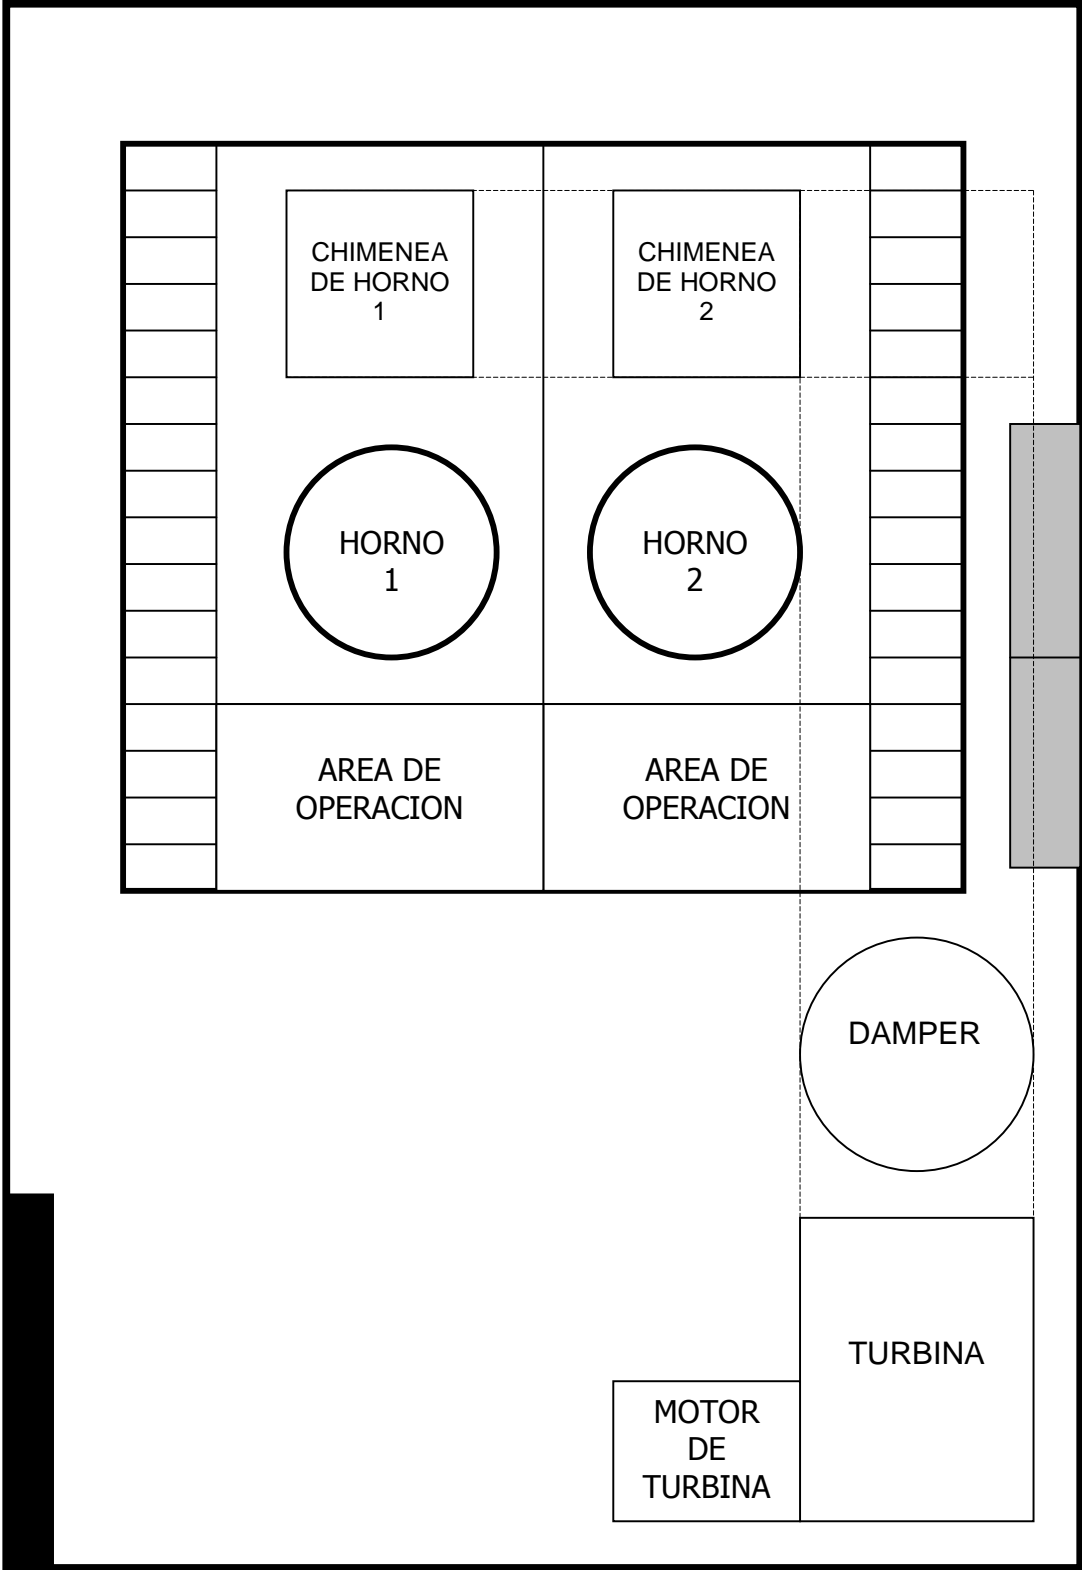 CHIMENEA
DE HORNO
1
CHIMENEA
DE HORNO
2
HORNO
1
HORNO
2
AREA DE
OPERACION
AREA DE
OPERACION
DAMPER
TURBINA
MOTOR
DE
TURBINA